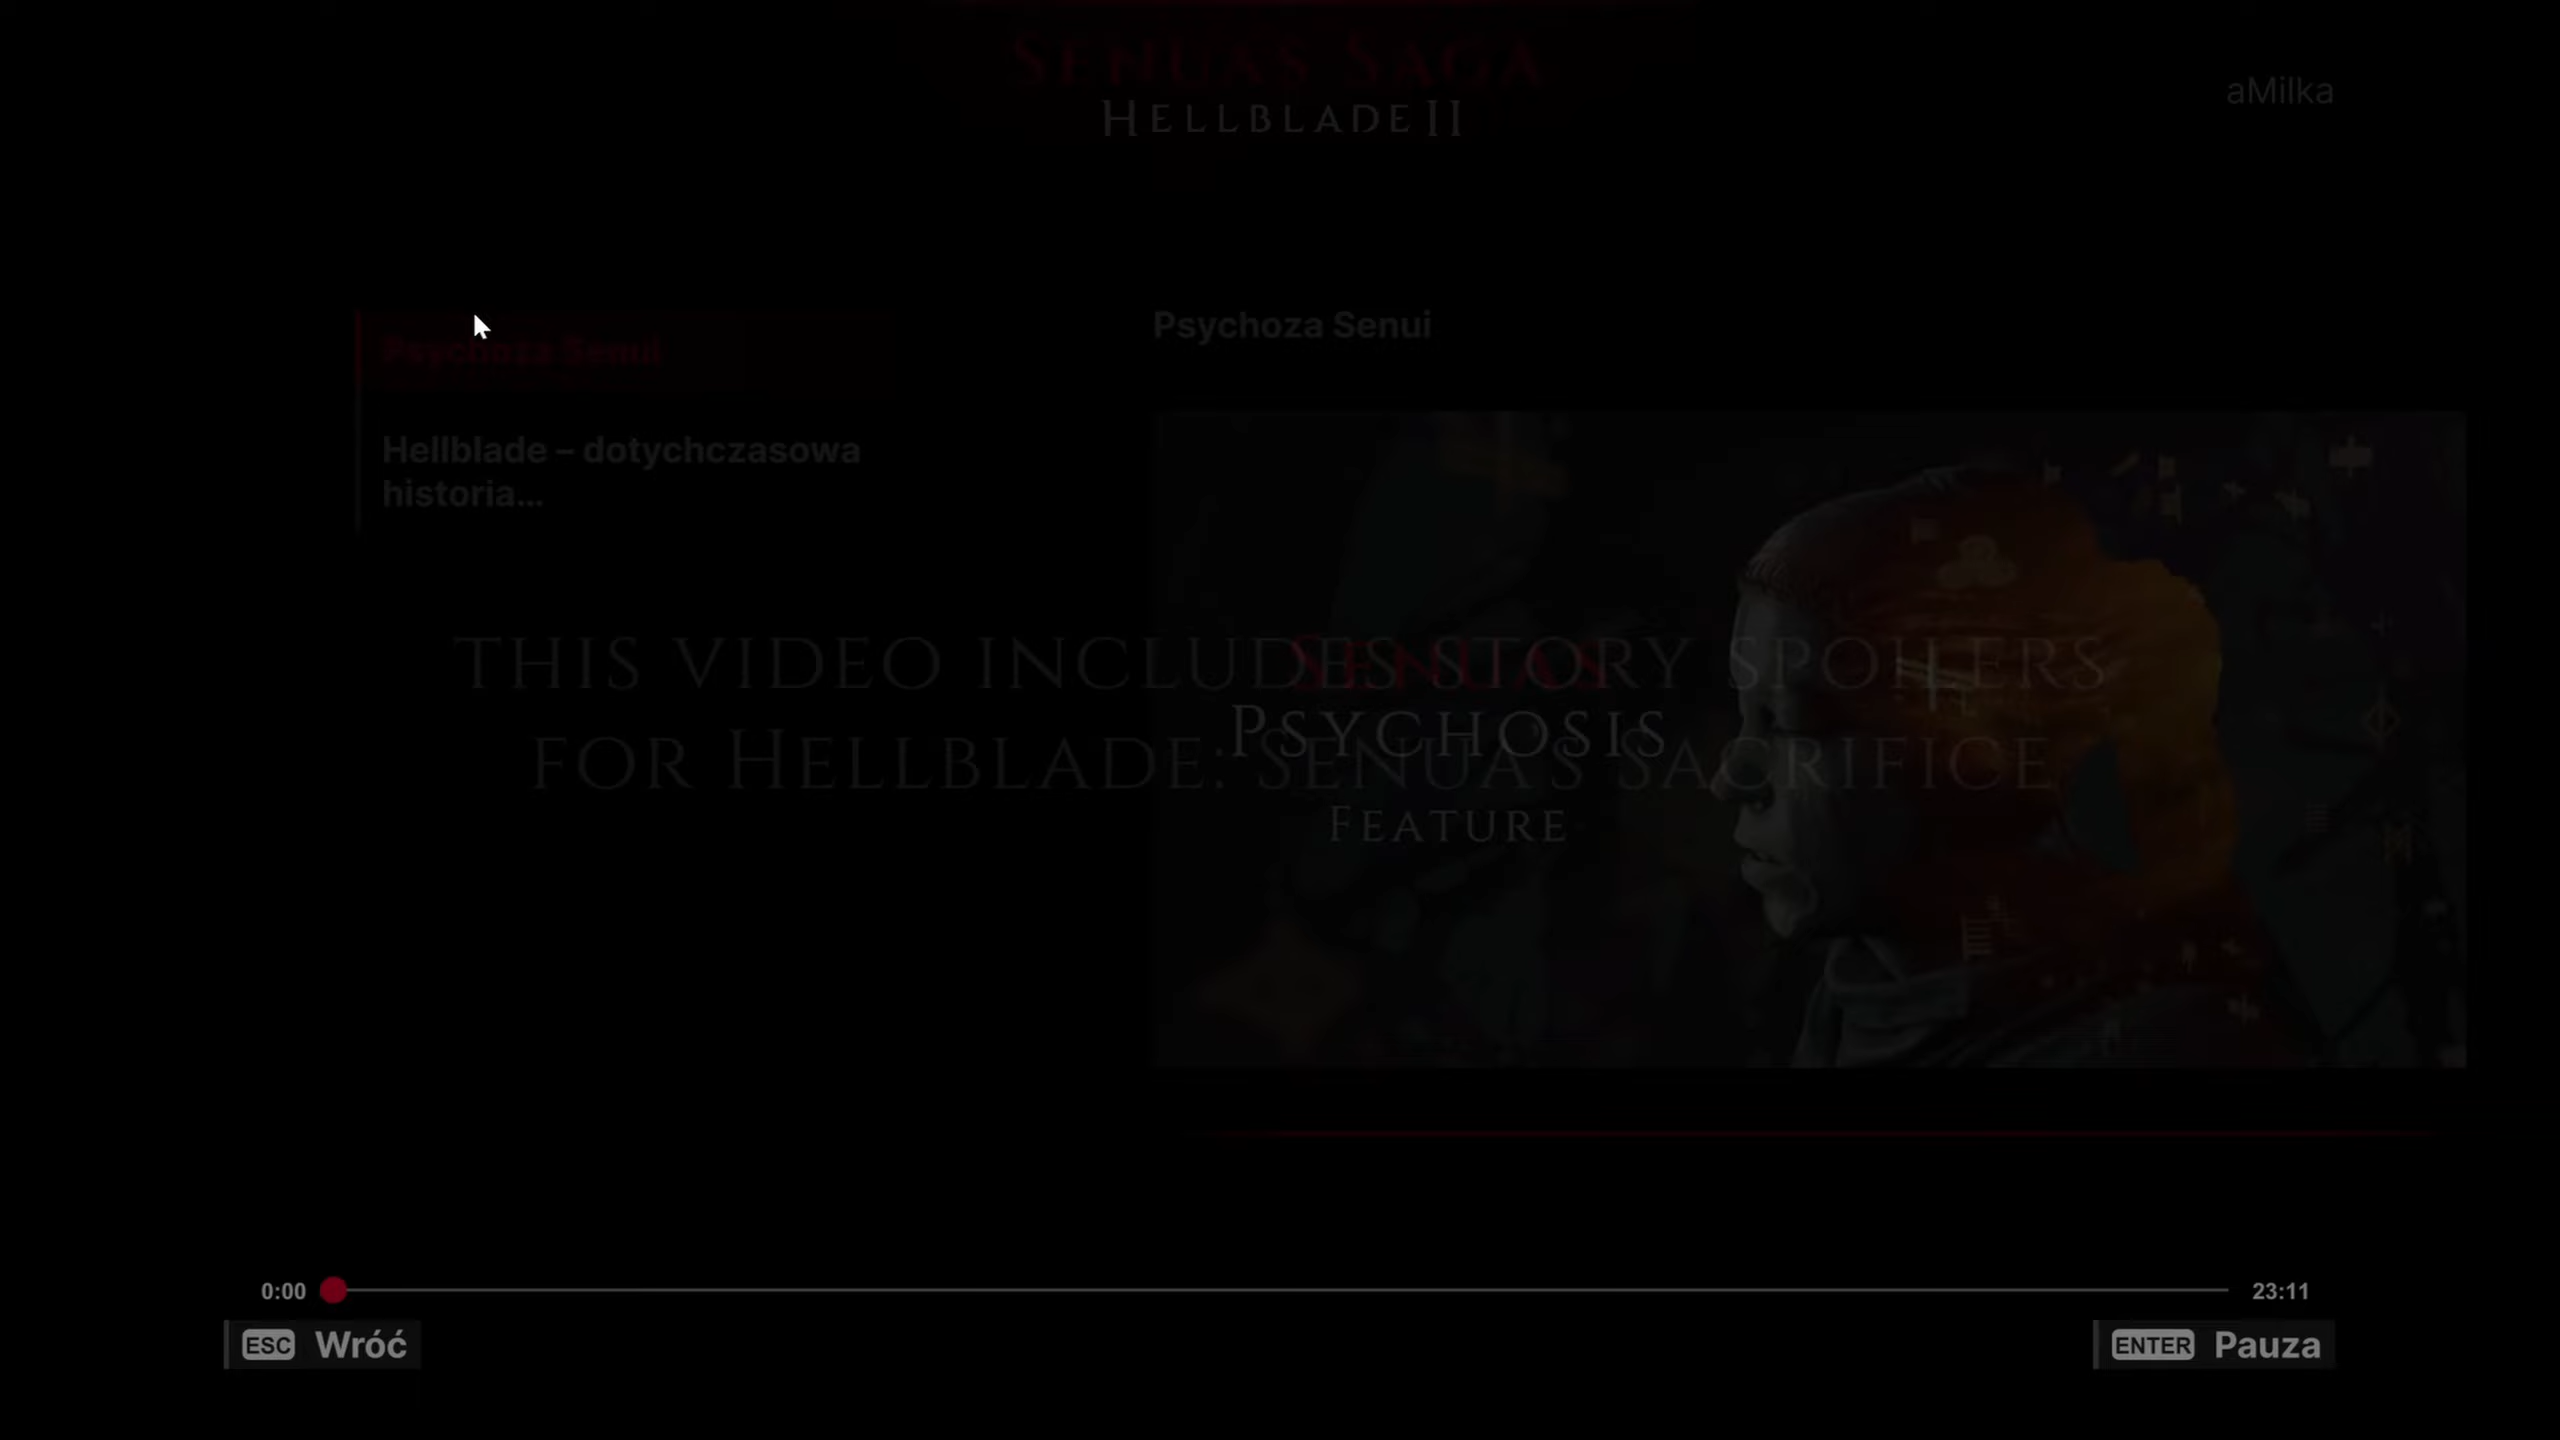 SENUA'S SAGA
HELLBLADE II
aMilka
Psychoza Senui
Psychoza Senui
Hellblade – dotychczasowa
historia...
THIS VIDEO INCLUDES STORY SPOILERS
FOR HELLBLADE: SENUA'S SACRIFICE
SENUA'S
PSYCHOSIS
FEATURE
0:00
23:11
ESC Wróć
ENTER Pauza